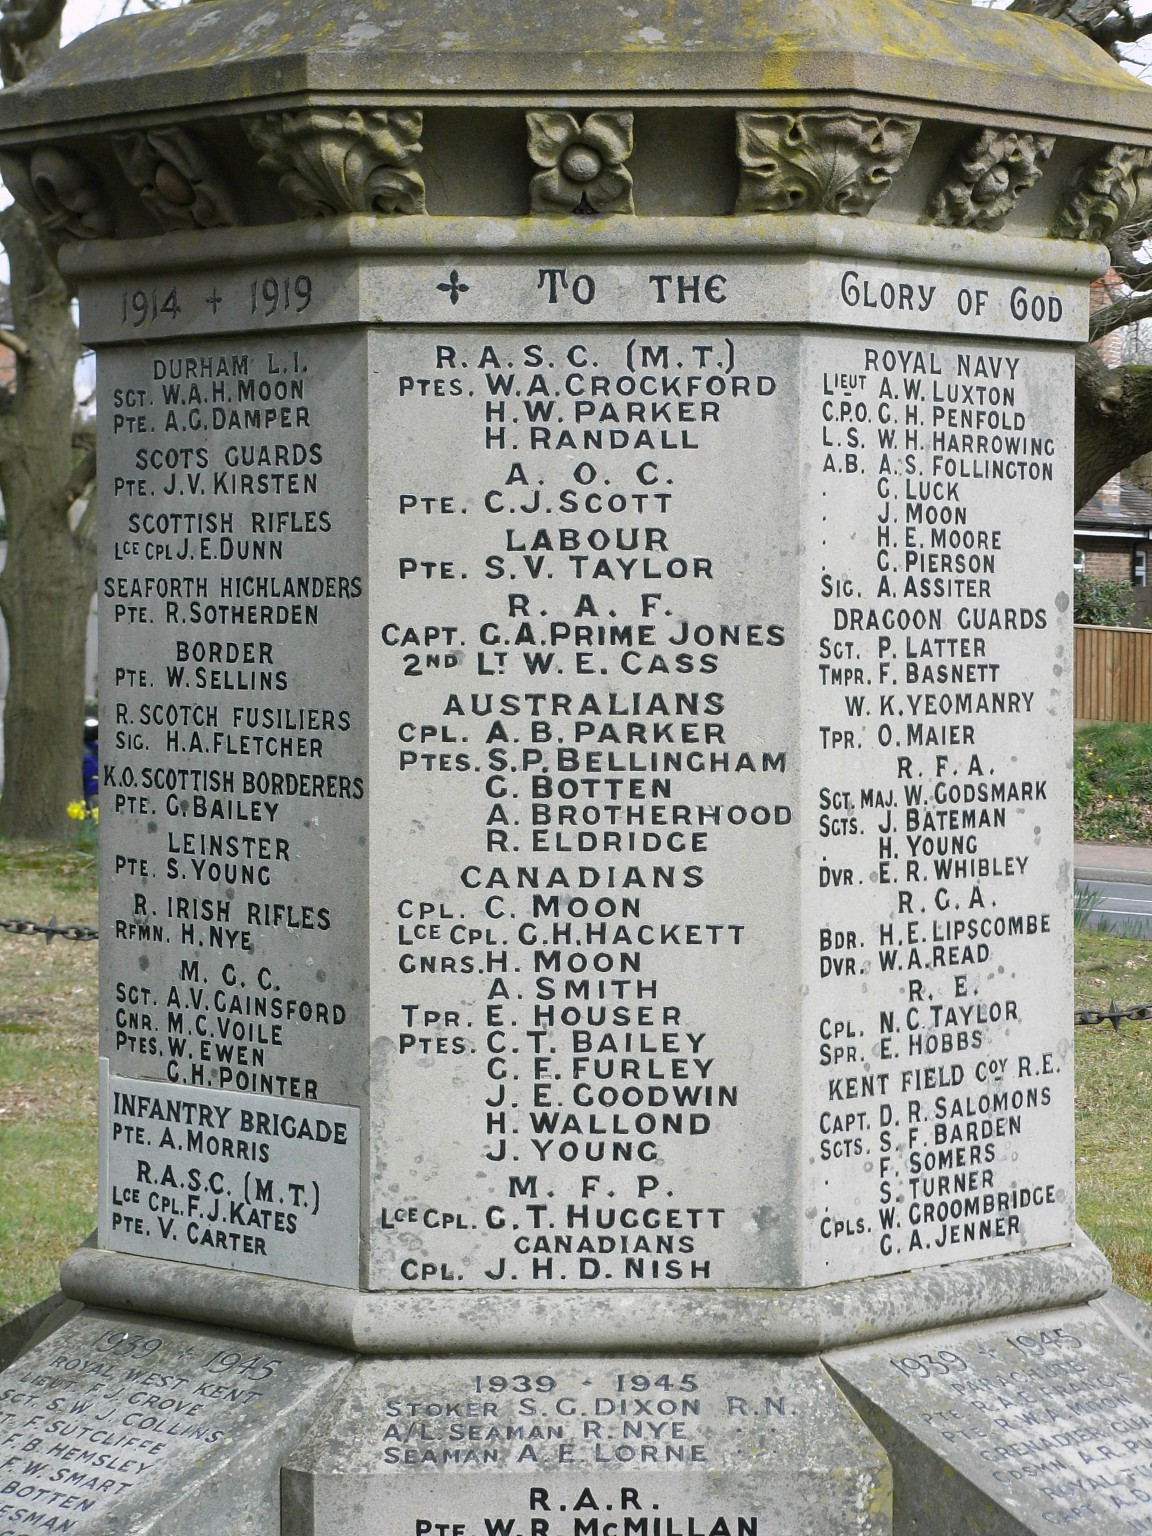 1914 + 1919
DURHAM L.I.
SGT. W.A.H. MOON
PTE. A.G. DAMPER
SCOTS GUARDS
PTE. J.V. KIRSTEN
SCOTTISH RIFLES
LCE CPL J.E. DUNN
SEAFORTH HIGHLANDERS
PTE. R. SOTHERDEN
BORDER
PTE. W. SELLINS
R. SCOTCH FUSILIERS
SIG. H.A. FLETCHER
K.O. SCOTTISH BORDERERS
PTE. G. BAILEY
LEINSTER
PTE. S. YOUNG
R. IRISH RIFLES
RFMN. H. NYE
M. G. C.
SGT. A.V. GAINSFORD
GNR. M.C. VOILE
PTES. W. EWEN
G.H. POINTER
INFANTRY BRIGADE
PTE. A. MORRIS
R.A.S.C. (M.T.)
LCE CPL. F.J. KATES
PTE. V. CARTER
+ TO THE
R. A. S. C. (M. T.)
PTES. W. A. CROCKFORD
H. W. PARKER
H. RANDALL
A. O. C.
PTE. C. J. SCOTT
LABOUR
PTE. S. V. TAYLOR
R. A. F.
CAPT. G. A. PRIME JONES
2ND LT W. E. CASS
AUSTRALIANS
CPL. A. B. PARKER
PTES. S. P. BELLINGHAM
G. BOTTEN
A. BROTHERHOOD
R. ELDRIDGE
CANADIANS
CPL. C. MOON
LCE CPL. G. H. HACKETT
GNRS. H. MOON
A. SMITH
TPR. E. HOUSER
PTES. C. T. BAILEY
G. F. FURLEY
J. E. GOODWIN
H. WALLOND
J. YOUNG
M. F. P.
LCE CPL. G. T. HUGGETT
CANADIANS
CPL. J. H. D. NISH
GLORY OF GOD
ROYAL NAVY
LIEUT A. W. LUXTON
C.P.O. G. H. PENFOLD
L.S. W. H. HARROWING
A.B. A. S. FOLLINGTON
. G. LUCK
. J. MOON
. H. E. MOORE
. G. PIERSON
SIG. A. ASSITER
DRAGOON GUARDS
SGT. P. LATTER
TMPR. F. BASNETT
W. K. YEOMANRY
TPR. O. MAIER
R. F. A.
SGT. MAJ. W. GODSMARK
SGTS. J. BATEMAN
. H. YOUNG
DVR. E. R. WHIBLEY
R. G. A.
BDR. H. E. LIPSCOMBE
DVR. W. A. READ
R. E.
CPL. N. C. TAYLOR
SPR. E. HOBBS
KENT FIELD COY R.E.
CAPT. D. R. SALOMONS
SGTS. S. F. BARDEN
. F. SOMERS
. S. TURNER
CPLS. W. GROOMBRIDGE
. G. A. JENNER
1939 + 1945
ROYAL WEST KENT
LIEUT. F. J. GROVE
SGT. S. W. J. COLLINS
F. SUTCLIFFE
F. B. HEMSLEY
F. W. SMART
BOTTEN
1939 - 1945
STOKER S. G. DIXON R.N.
A/L. SEAMAN R. NYE
SEAMAN A E. LORNE
R. A. R.
PTE. W. R. MCMILLAN
1939 + 1945
PTE R.A.E. FRANCIS
PTE R.W.A. MOON